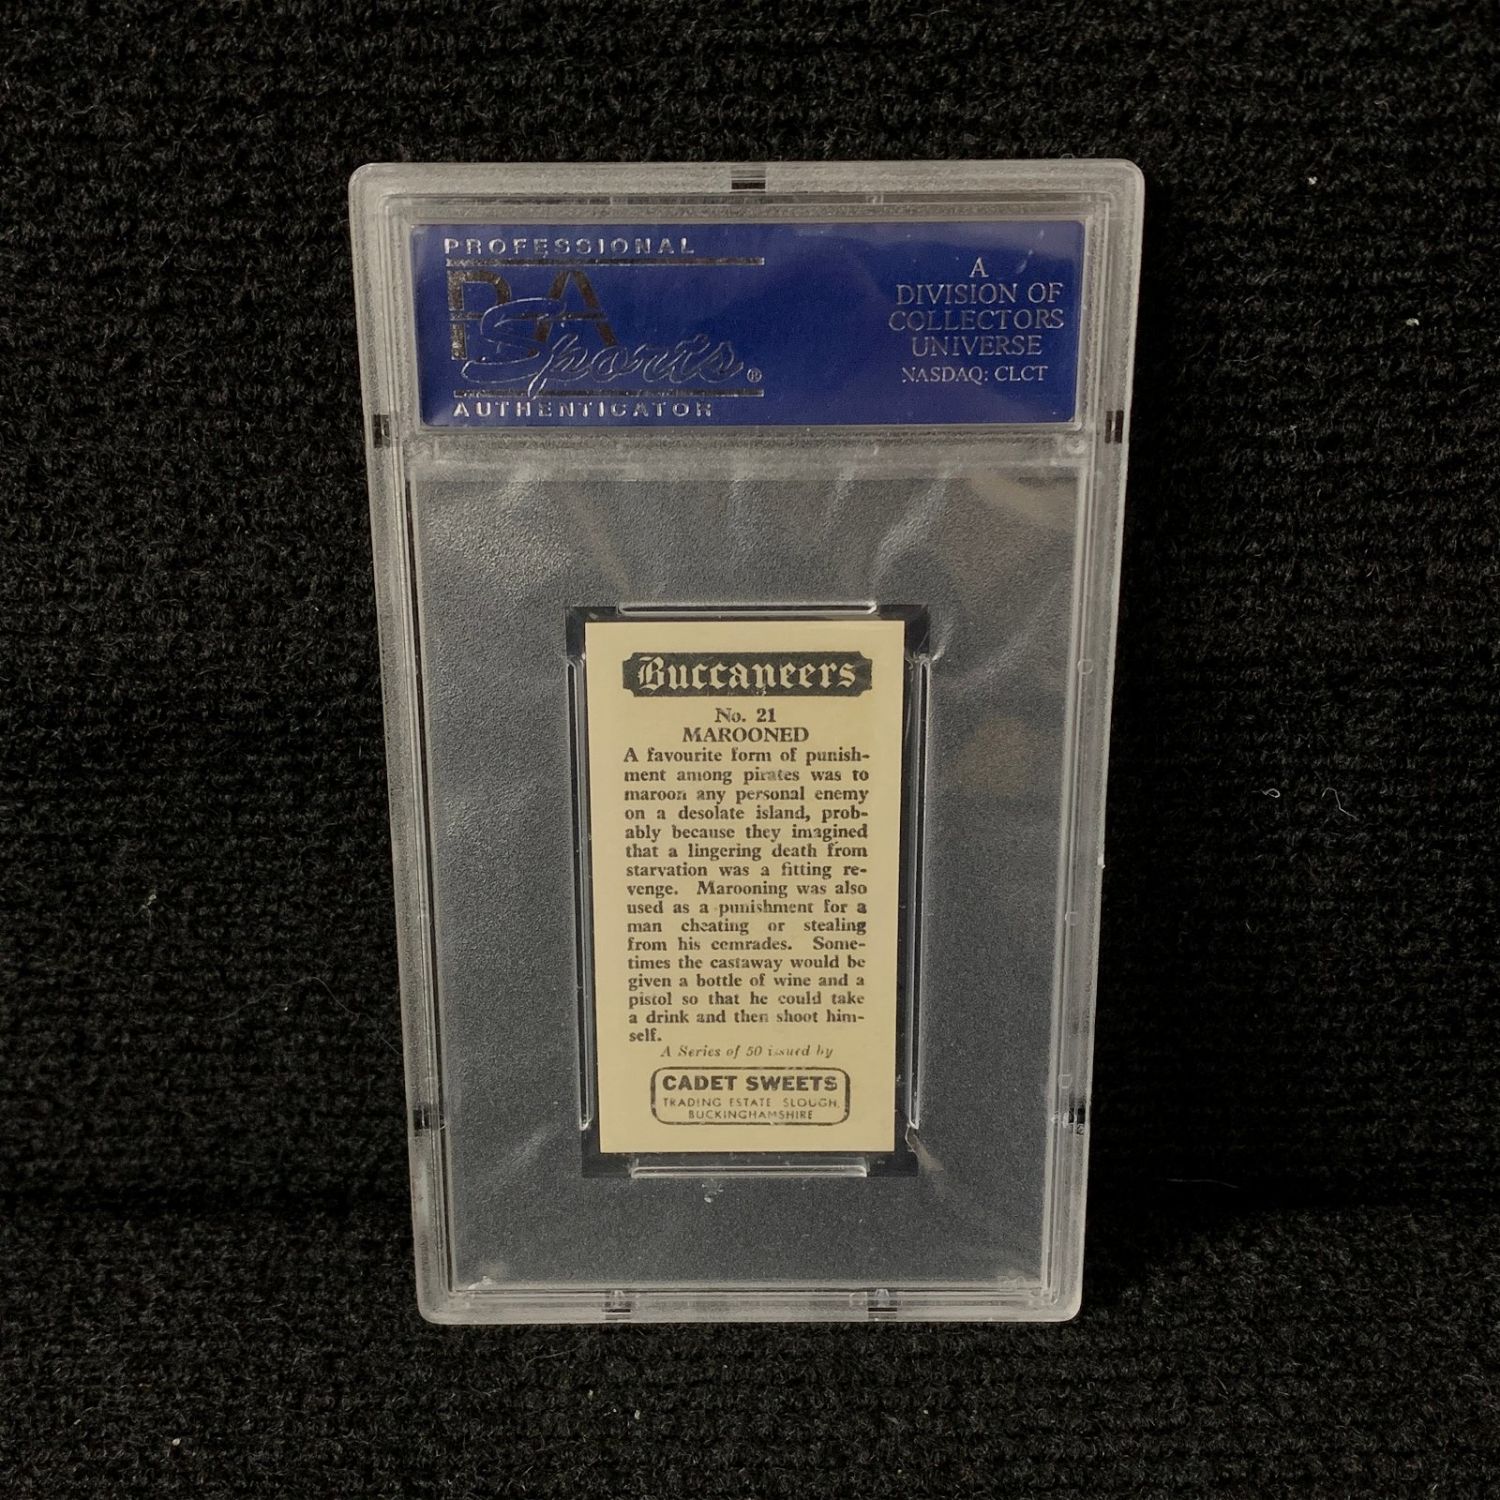 PROFESSIONAL
PSA
Sports®
AUTHENTICATOR
A
DIVISION OF
COLLECTORS
UNIVERSE
NASDAQ: CLCT
Buccaneers
No. 21
MAROONED
A favourite form of punish-
ment among pirates was to
maroon any personal enemy
on a desolate island, prob-
ably because they imagined
that a lingering death from
starvation was a fitting re-
venge. Marooning was also
used as a punishment for a
man cheating or stealing
from his comrades. Some-
times the castaway would be
given a bottle of wine and a
pistol so that he could take
a drink and then shoot him-
self.
A Series of 50 issued by
CADET SWEETS
TRADING ESTATE SLOUGH,
BUCKINGHAMSHIRE